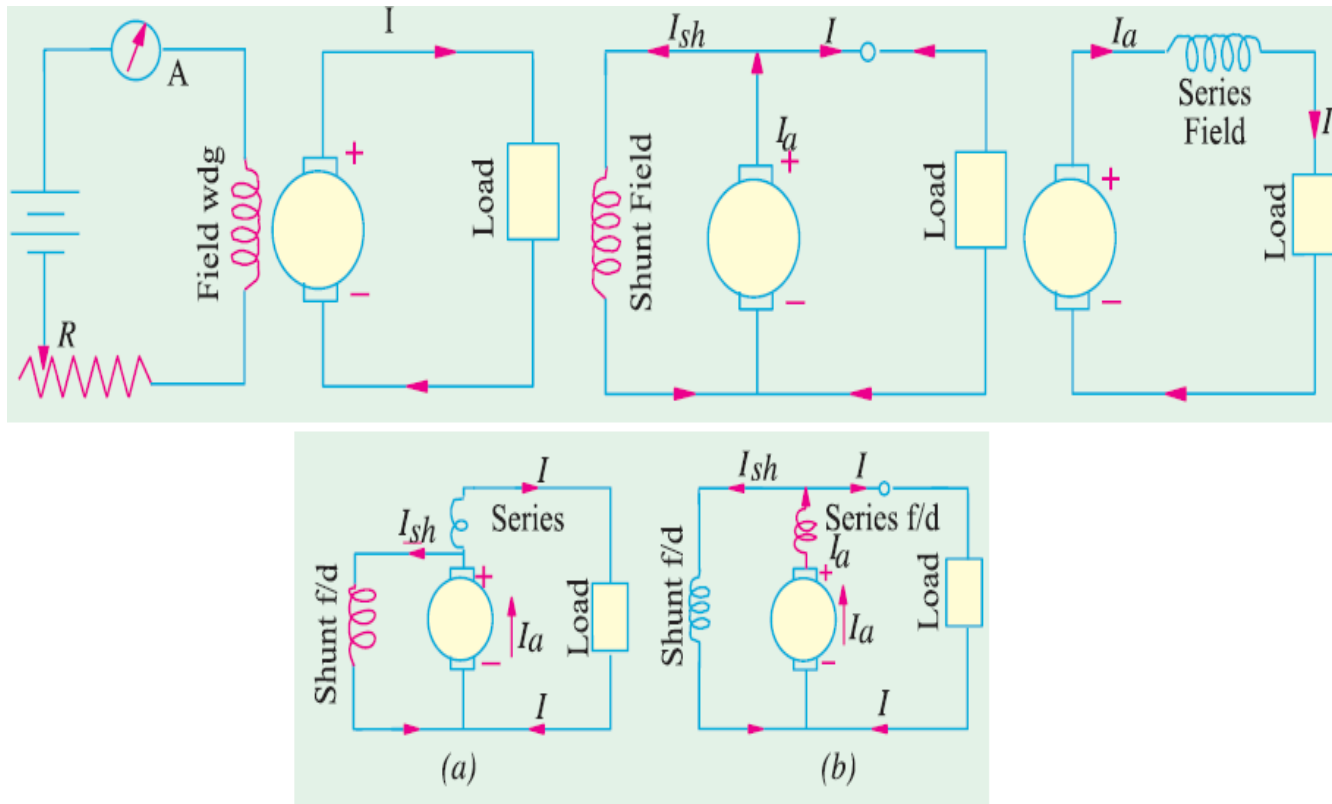 A
R
Field wdg
+
−
I
Load
Ish
I
Ia
+
−
Shunt Field
Load
Ia
Series
Field
I
+
−
Load
I
Series
Ish
Shunt f/d
+
−
Ia
Load
I
(a)
Ish
I
Series f/d
Ia
+
−
Ia
Shunt f/d
Load
I
(b)